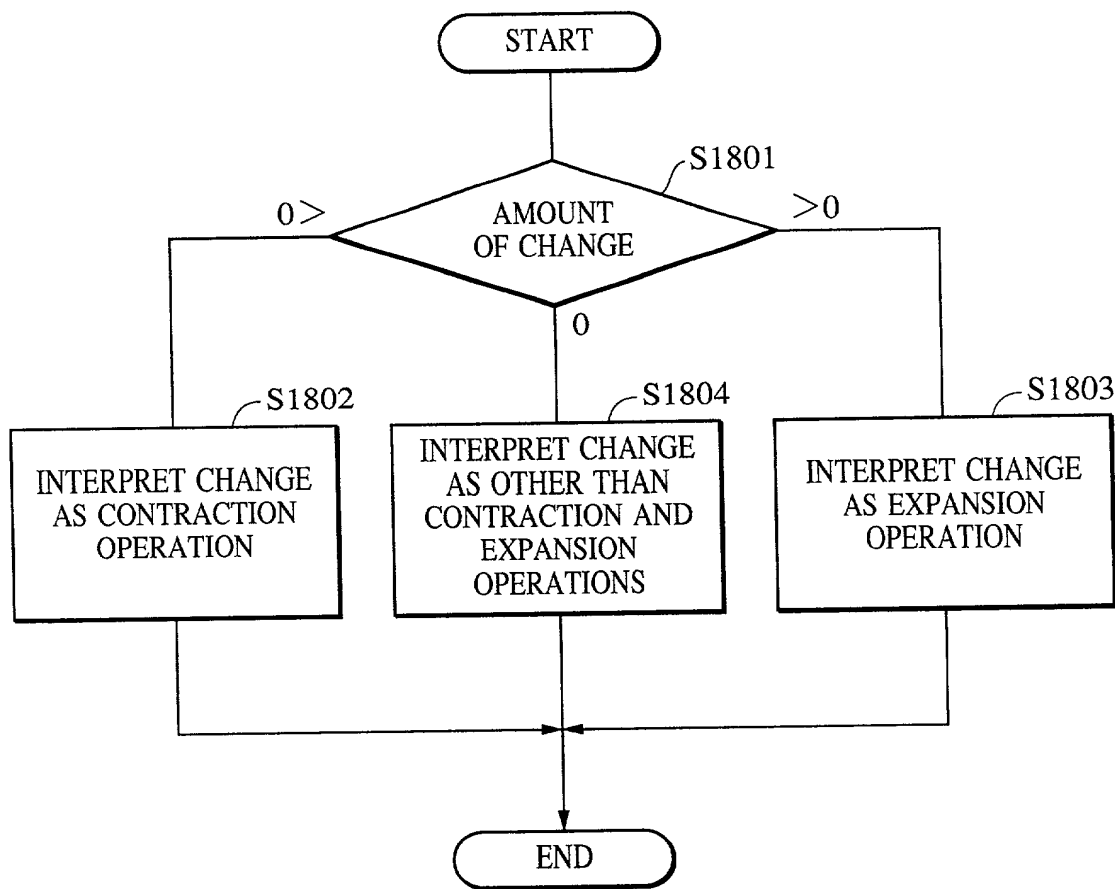 START
S1801
0 >
AMOUNT
OF CHANGE
>0
0
S1802
INTERPRET CHANGE
AS CONTRACTION
OPERATION
S1804
INTERPRET CHANGE
AS OTHER THAN
CONTRACTION AND
EXPANSION
OPERATIONS
S1803
INTERPRET CHANGE
AS EXPANSION
OPERATION
END